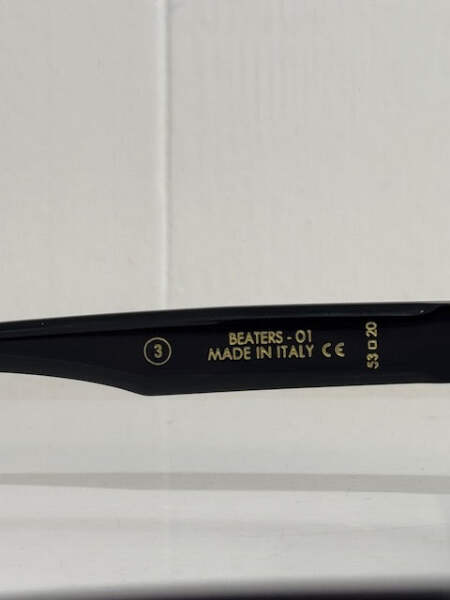 3
BEATERS - 01
MADE IN ITALY CE
53□20